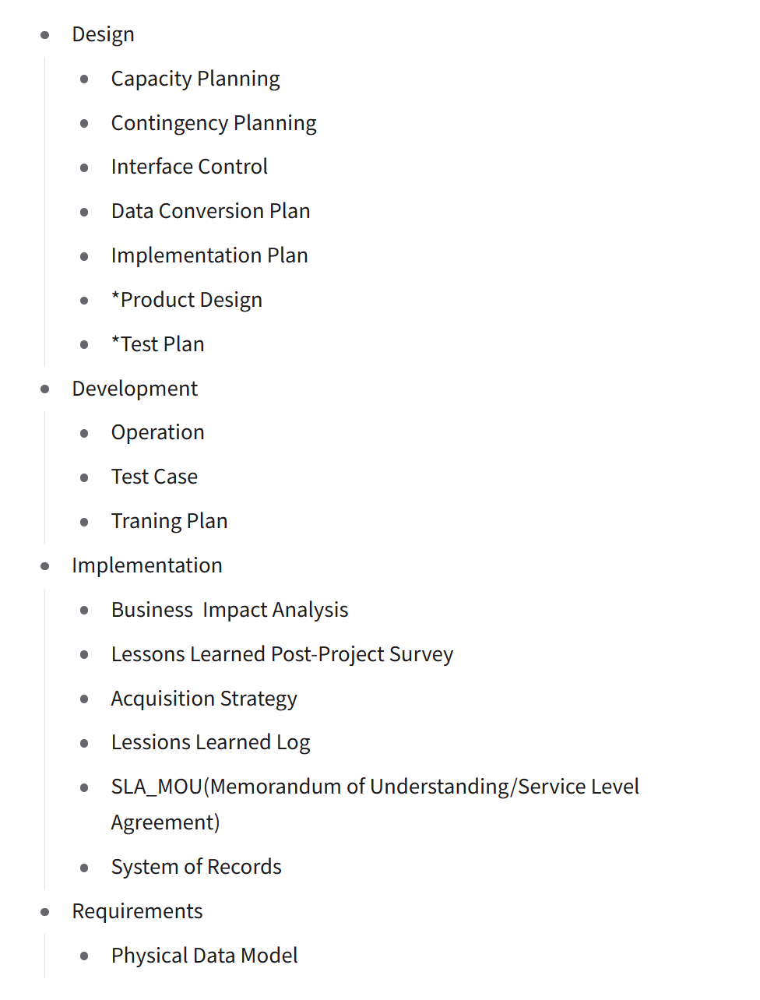 Design
Capacity Planning
Contingency Planning
Interface Control
Data Conversion Plan
Implementation Plan
*Product Design
*Test Plan
Development
Operation
Test Case
Traning Plan
Implementation
Business  Impact Analysis
Lessons Learned Post-Project Survey
Acquisition Strategy
Lessions Learned Log
SLA_MOU(Memorandum of Understanding/Service Level
Agreement)
System of Records
Requirements
Physical Data Model